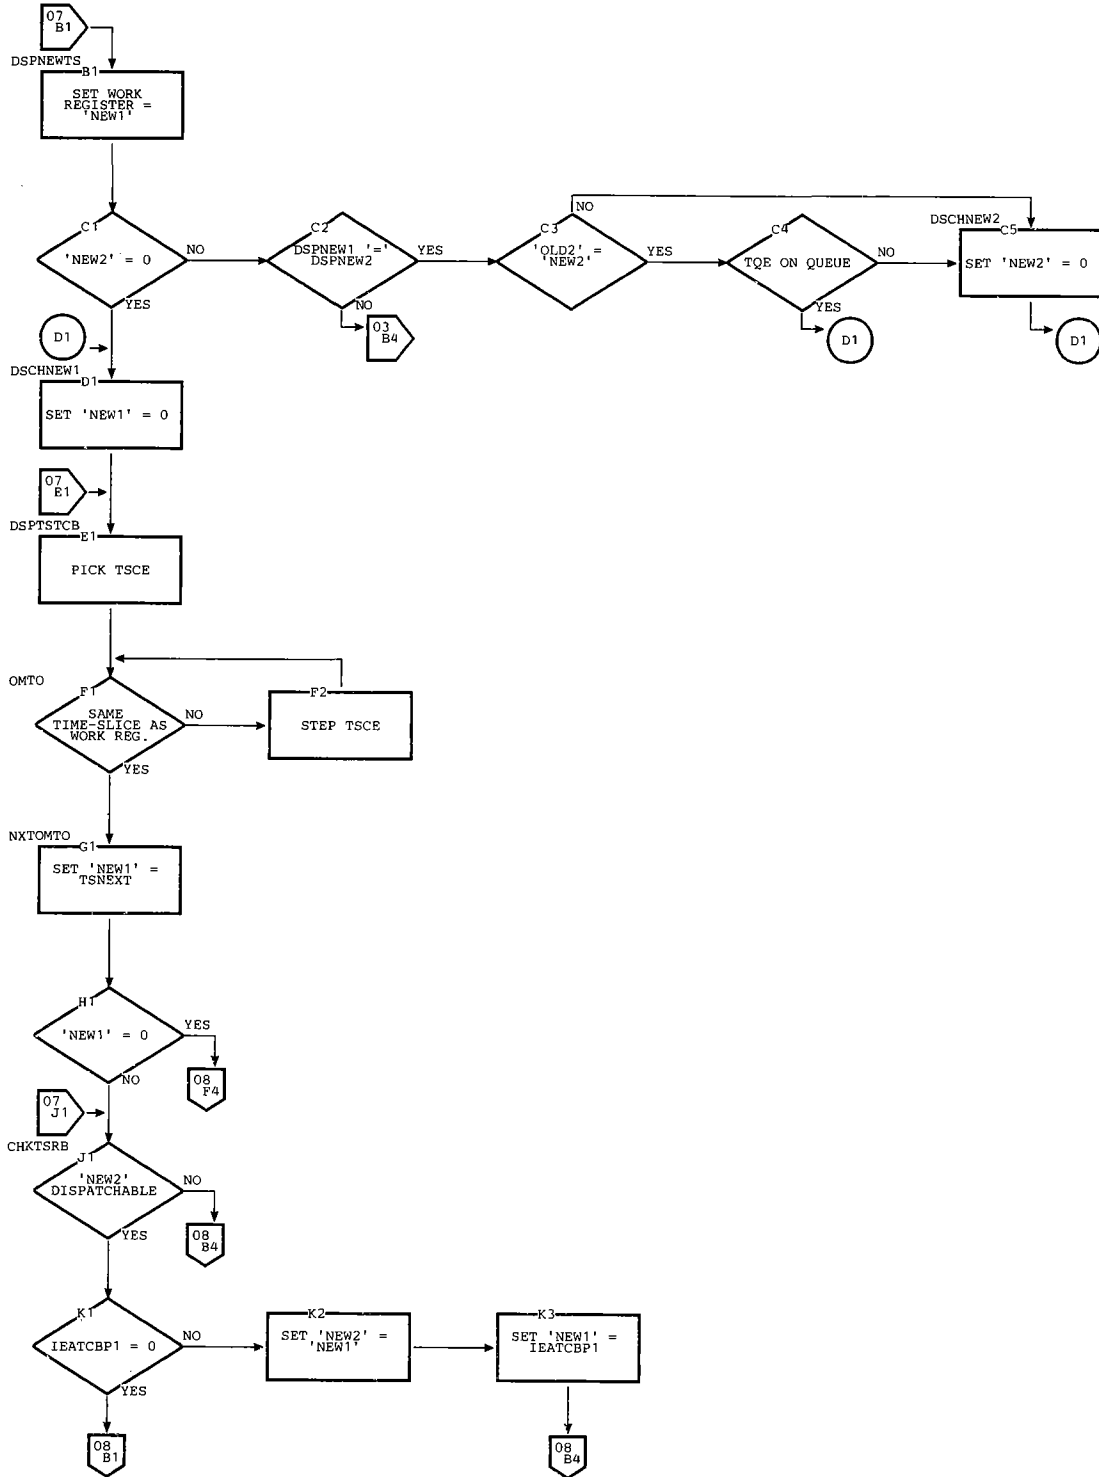 07
B1
DSPNEWTS
B1
SET WORK
REGISTER =
'NEW1'
C1
'NEW2' = 0
NO
YES
C2
DSPNEW1 '='
DSPNEW2
YES
NO
03
B4
C3
NO
'OLD2' =
'NEW2'
YES
C4
TQE ON QUEUE
NO
YES
D1
DSCHNEW2
C5
SET 'NEW2' = 0
D1
D1
DSCHNEW1
D1
SET 'NEW1' = 0
07
E1
DSPTSTCB
E1
PICK TSCE
OMTO
F1
SAME
TIME-SLICE AS
WORK REG.
NO
YES
F2
STEP TSCE
NXTOMTO
G1
SET 'NEW1' =
TSNEXT
H1
'NEW1' = 0
YES
NO
08
F4
07
J1
CHKTSRB
J1
'NEW2'
DISPATCHABLE
NO
YES
08
B4
K1
IEATCBP1 = 0
NO
YES
K2
SET 'NEW2' =
'NEW1'
K3
SET 'NEW1' =
IEATCBP1
08
B1
08
B4